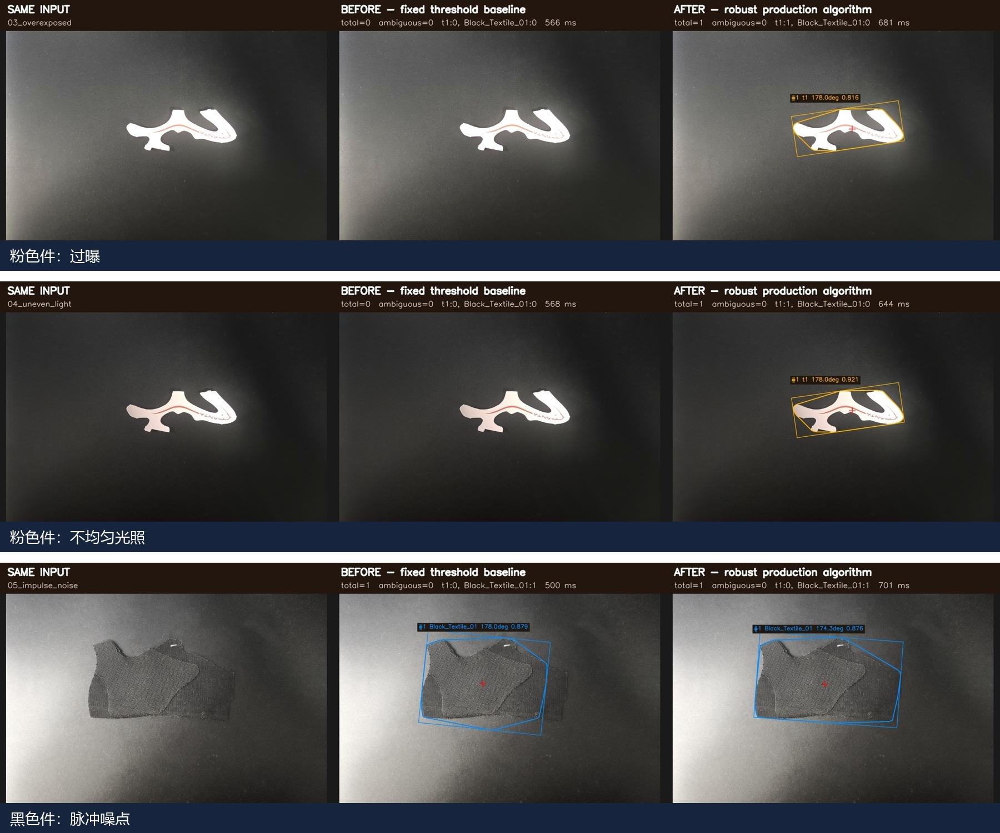 SAME INPUT
03_overexposed
BEFORE – fixed threshold baseline
total=0 ambiguous=0 t1:0, Black_Textile_01:0 566 ms
AFTER – robust production algorithm
total=1 ambiguous=0 t1:1, Black_Textile_01:0 681 ms
#1 t1 178.0deg 0.816
粉色件：过曝
SAME INPUT
04_uneven_light
BEFORE – fixed threshold baseline
total=0 ambiguous=0 t1:0, Black_Textile_01:0 568 ms
AFTER – robust production algorithm
total=1 ambiguous=0 t1:1, Black_Textile_01:0 644 ms
#1 t1 178.0deg 0.921
粉色件：不均匀光照
SAME INPUT
05_impulse_noise
BEFORE – fixed threshold baseline
total=1 ambiguous=0 t1:0, Black_Textile_01:1 500 ms
AFTER – robust production algorithm
total=1 ambiguous=0 t1:0, Black_Textile_01:1 701 ms
#1 Black_Textile_01 178.0deg 0.879
#1 Black_Textile_01 174.3deg 0.876
黑色件：脉冲噪点